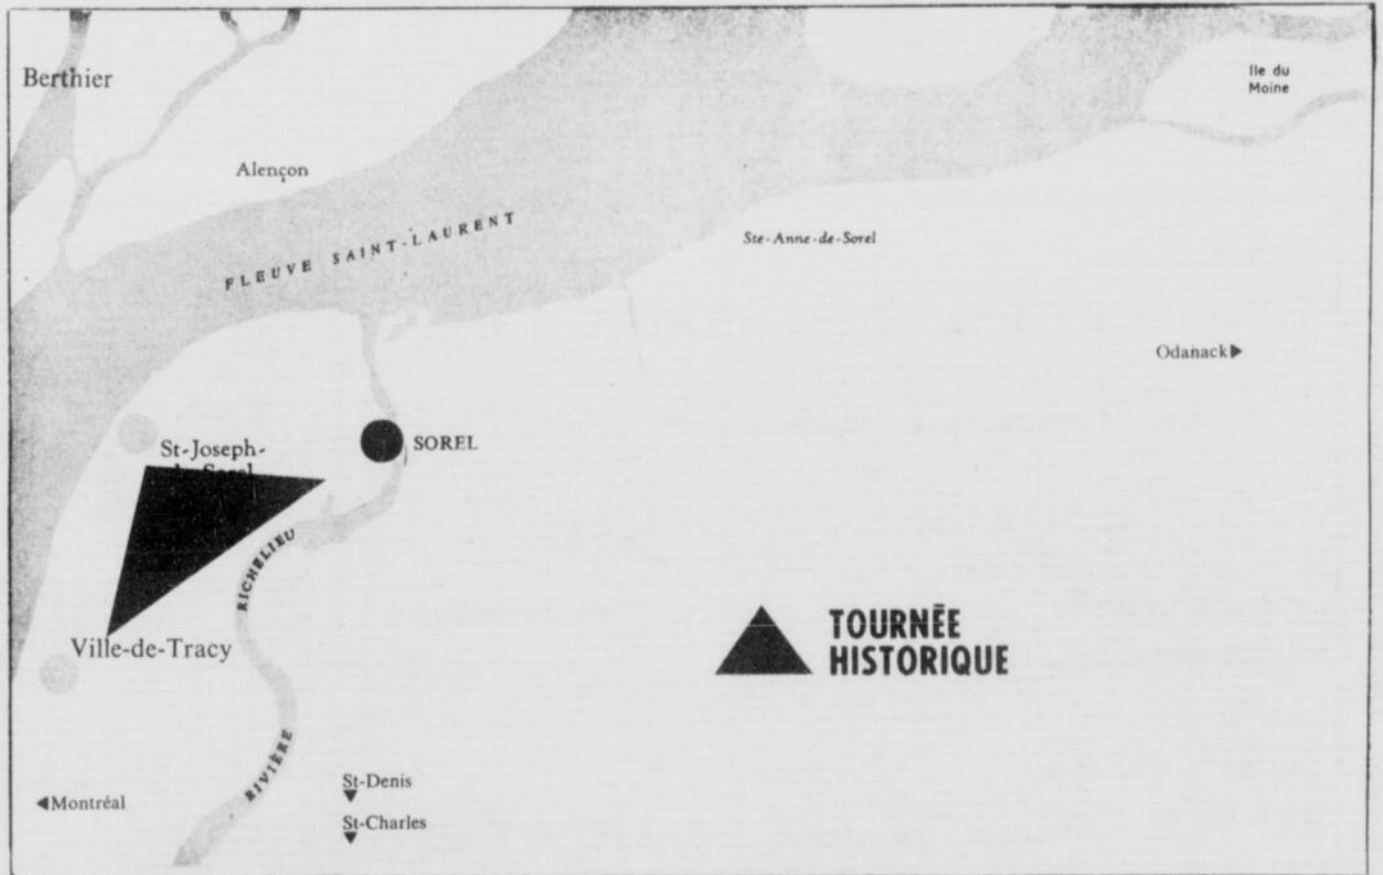 Berthier
Ile du
Moine
Alençon
FLEUVE SAINT-LAURENT
Ste-Anne-de-Sorel
Odanack
SOREL
St-Joseph-
Sorel
RICHELIEU
Ville-de-Tracy
TOURNÉE
HISTORIQUE
RIVIÈRE
St-Denis
Montréal
St-Charles